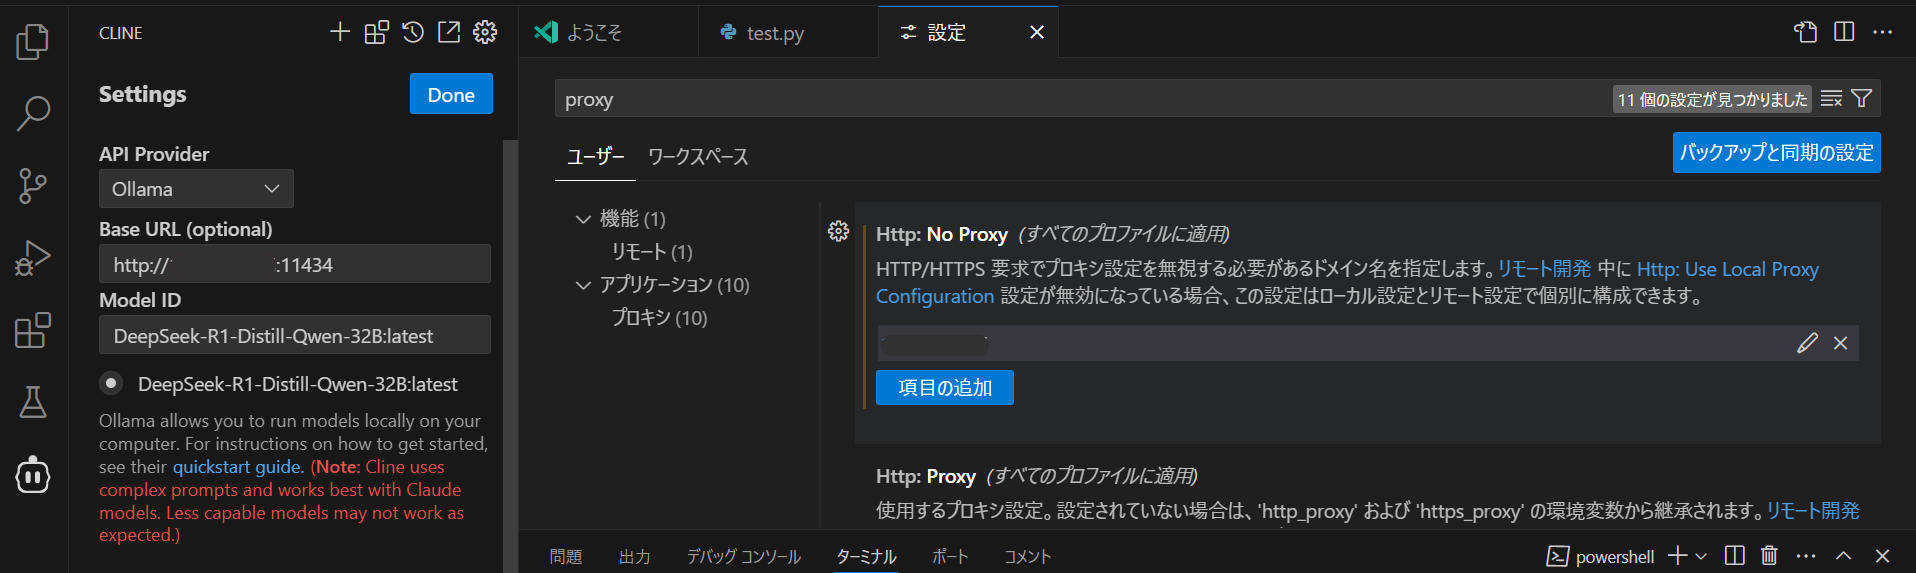 CLINE
Settings
Done
API Provider
Ollama
Base URL (optional)
http:// :11434
Model ID
DeepSeek-R1-Distill-Qwen-32B:latest
DeepSeek-R1-Distill-Qwen-32B:latest
Ollama allows you to run models locally on your
computer. For instructions on how to get started,
see their quickstart guide. (Note: Cline uses
complex prompts and works best with Claude
models. Less capable models may not work as
expected.)
ようこそ
test.py
設定
proxy
11 個の設定が見つかりました
ユーザー
ワークスペース
バックアップと同期の設定
機能 (1)
リモート (1)
アプリケーション (10)
プロキシ (10)
Http: No Proxy (すべてのプロファイルに適用)
HTTP/HTTPS 要求でプロキシ設定を無視する必要があるドメイン名を指定します。リモート開発 中に Http: Use Local Proxy
Configuration 設定が無効になっている場合、この設定はローカル設定とリモート設定で個別に構成できます。
項目の追加
Http: Proxy (すべてのプロファイルに適用)
使用するプロキシ設定。設定されていない場合は、'http_proxy' および 'https_proxy' の環境変数から継承されます。リモート開発
問題
出力
デバッグ コンソール
ターミナル
ポート
コメント
powershell